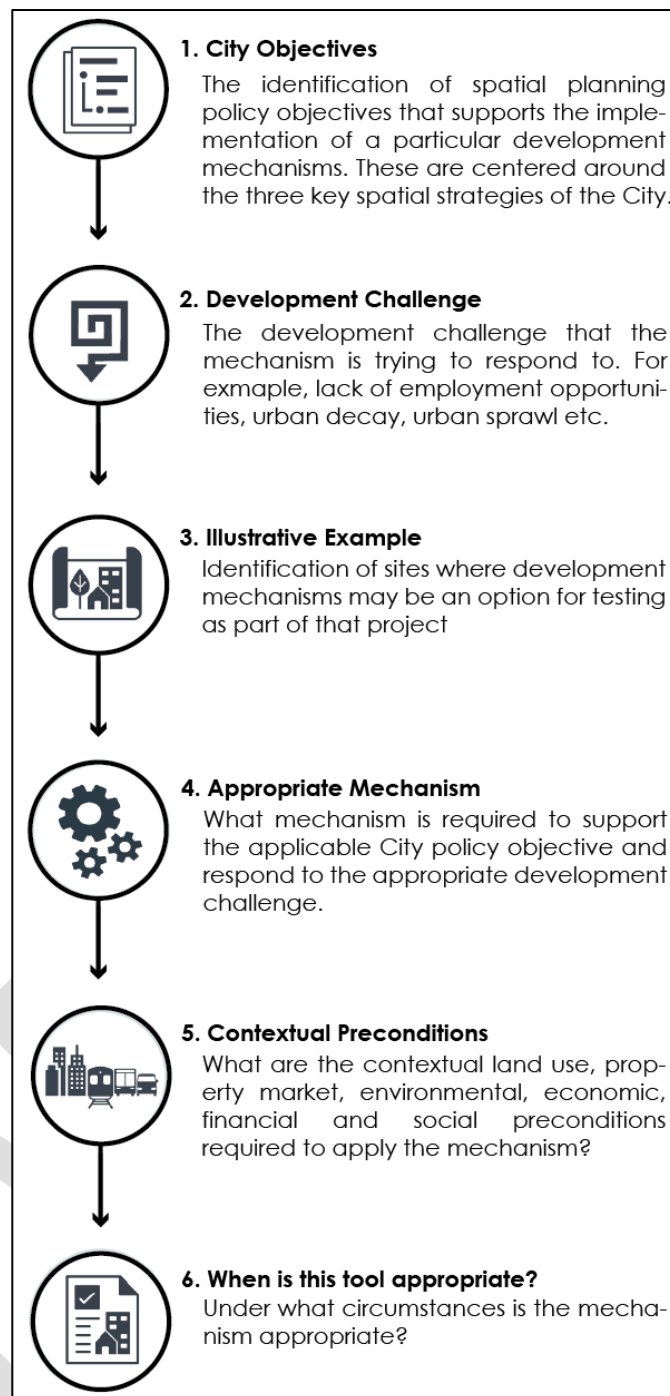 1. City Objectives
The identification of spatial planning
policy objectives that supports the imple-
mentation of a particular development
mechanisms. These are centered around
the three key spatial strategies of the City.
2. Development Challenge
The development challenge that the
mechanism is trying to respond to. For
exmaple, lack of employment opportuni-
ties, urban decay, urban sprawl etc.
3. Illustrative Example
Identification of sites where development
mechanisms may be an option for testing
as part of that project
4. Appropriate Mechanism
What mechanism is required to support
the applicable City policy objective and
respond to the appropriate development
challenge.
5. Contextual Preconditions
What are the contextual land use, prop-
erty market, environmental, economic,
financial and social preconditions
required to apply the mechanism?
6. When is this tool appropriate?
Under what circumstances is the mecha-
nism appropriate?